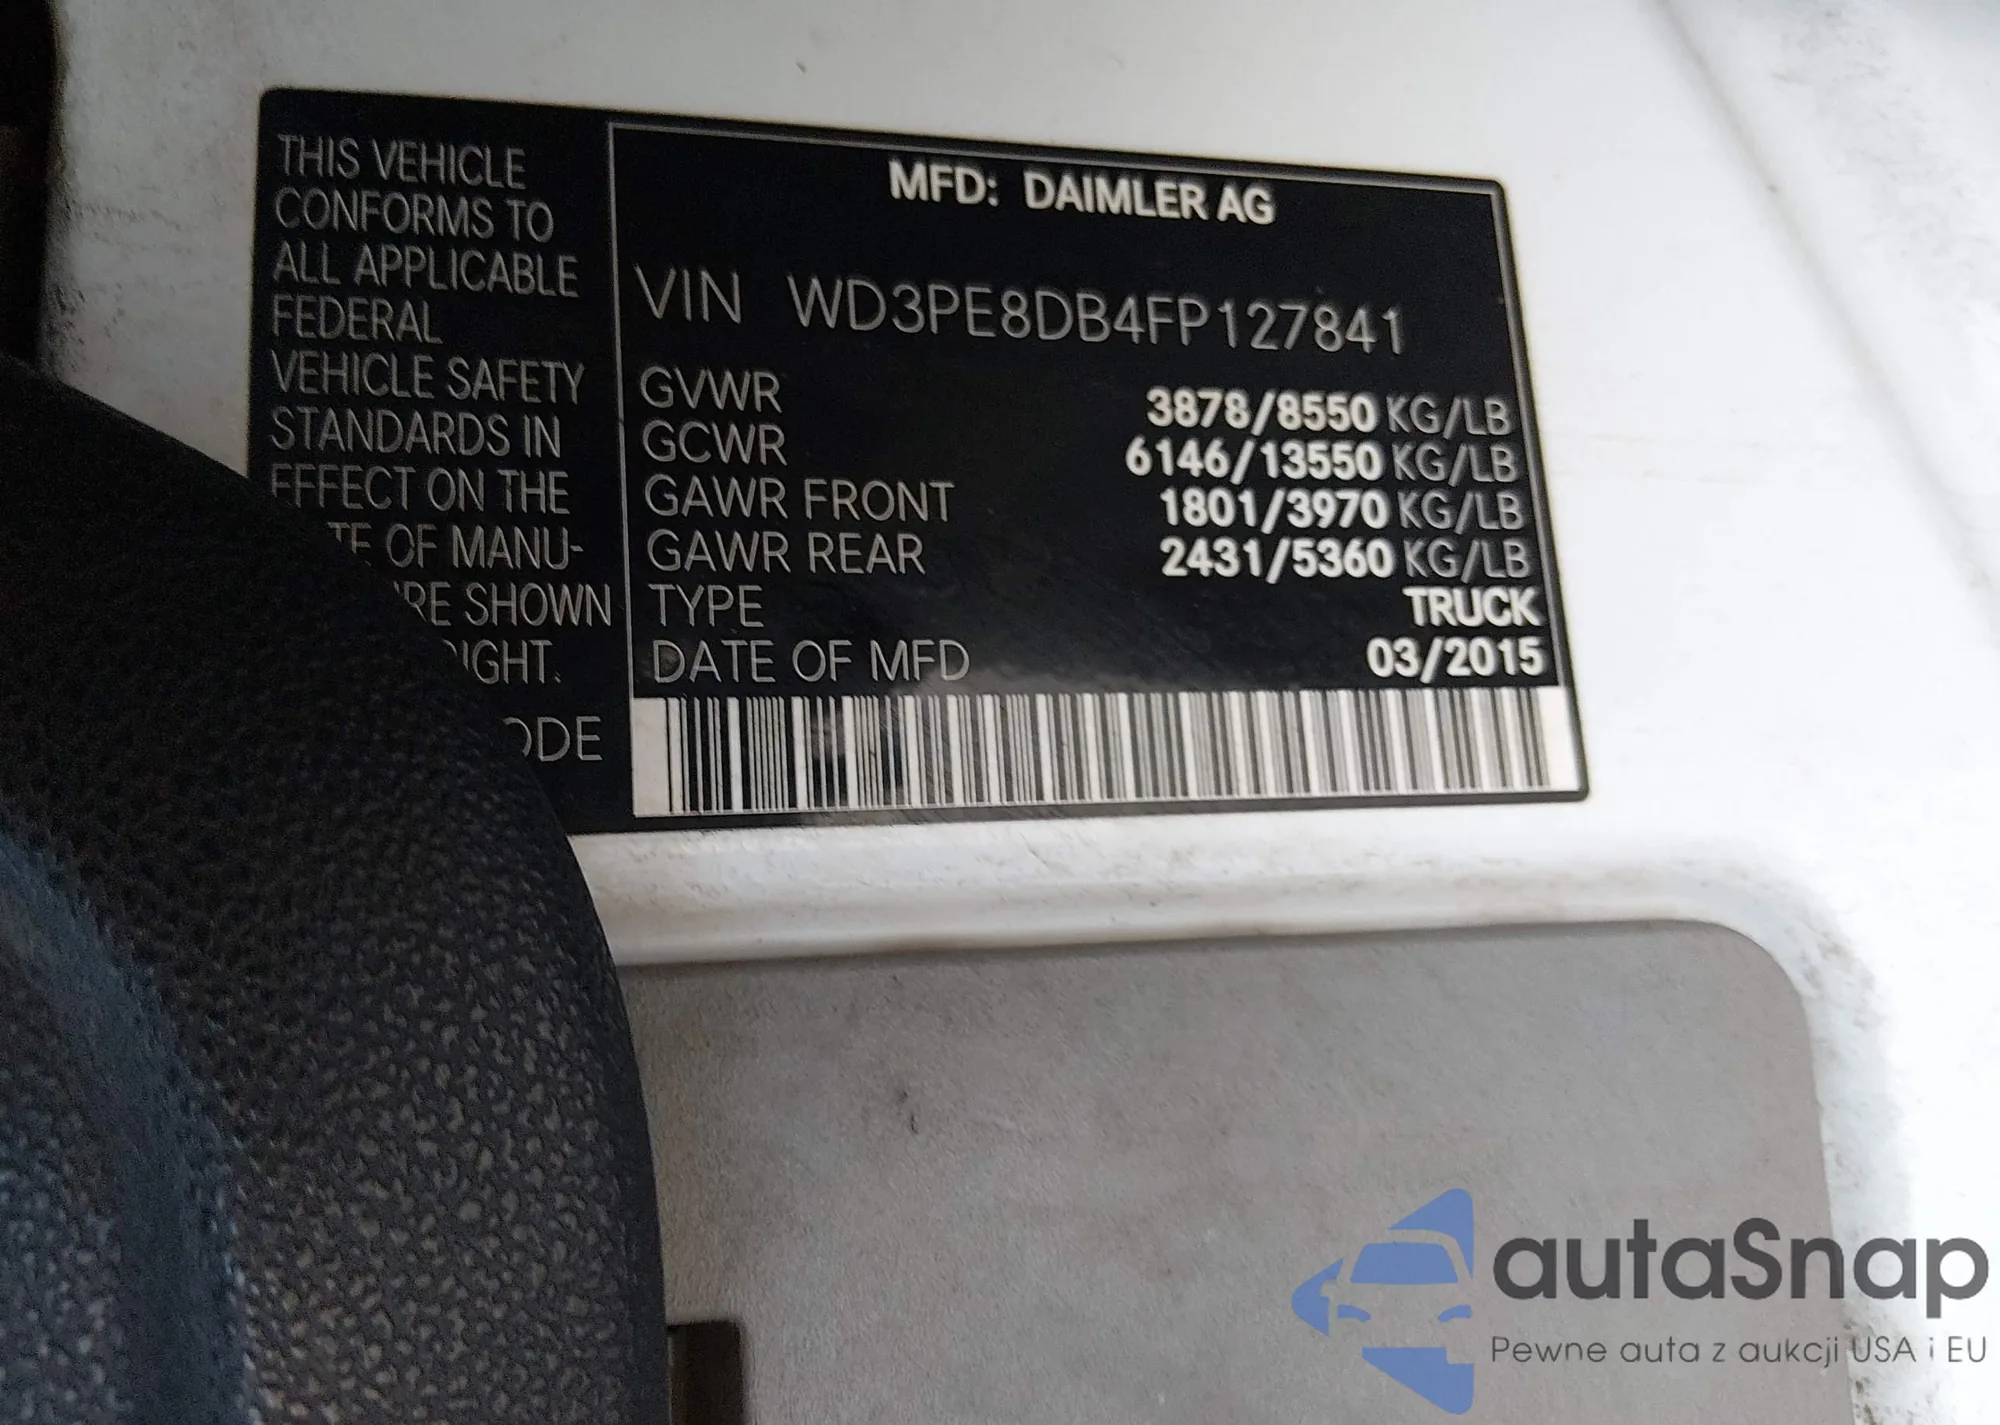 THIS VEHICLE
CONFORMS TO
ALL APPLICABLE
FEDERAL
VEHICLE SAFETY
STANDARDS IN
EFFECT ON THE
OF MANU-
SHOWN
MFD: DAIMLER AG
VIN WD3PE8DB4FP127841
GVWR 3878/8550 KG/LB
GCWR 6146/13550 KG/LB
GAWR FRONT 1801/3970 KG/LB
GAWR REAR 2431/5360 KG/LB
TYPE TRUCK
DATE OF MFD 03/2015
autaSnap
Pewne auta z aukcji USA i EU